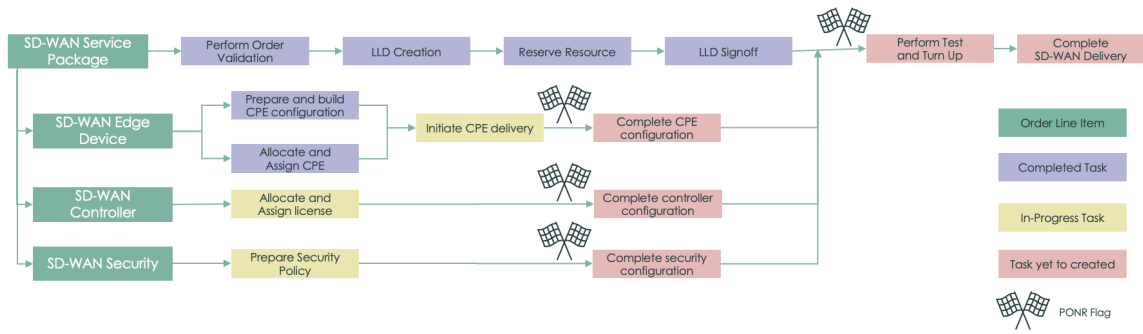 SD-WAN Service
Package
Perform Order
Validation
LLD Creation
Reserve Resource
LLD Signoff
Perform Test
and Turn Up
Complete
SD-WAN Delivery
SD-WAN Edge
Device
Prepare and build
CPE configuration
Allocate and
Assign CPE
Initiate CPE delivery
Complete CPE
configuration
SD-WAN
Controller
Allocate and
Assign license
Complete controller
configuration
SD-WAN Security
Prepare Security
Policy
Complete security
configuration
Order Line Item
Completed Task
In-Progress Task
Task yet to created
PONR Flag